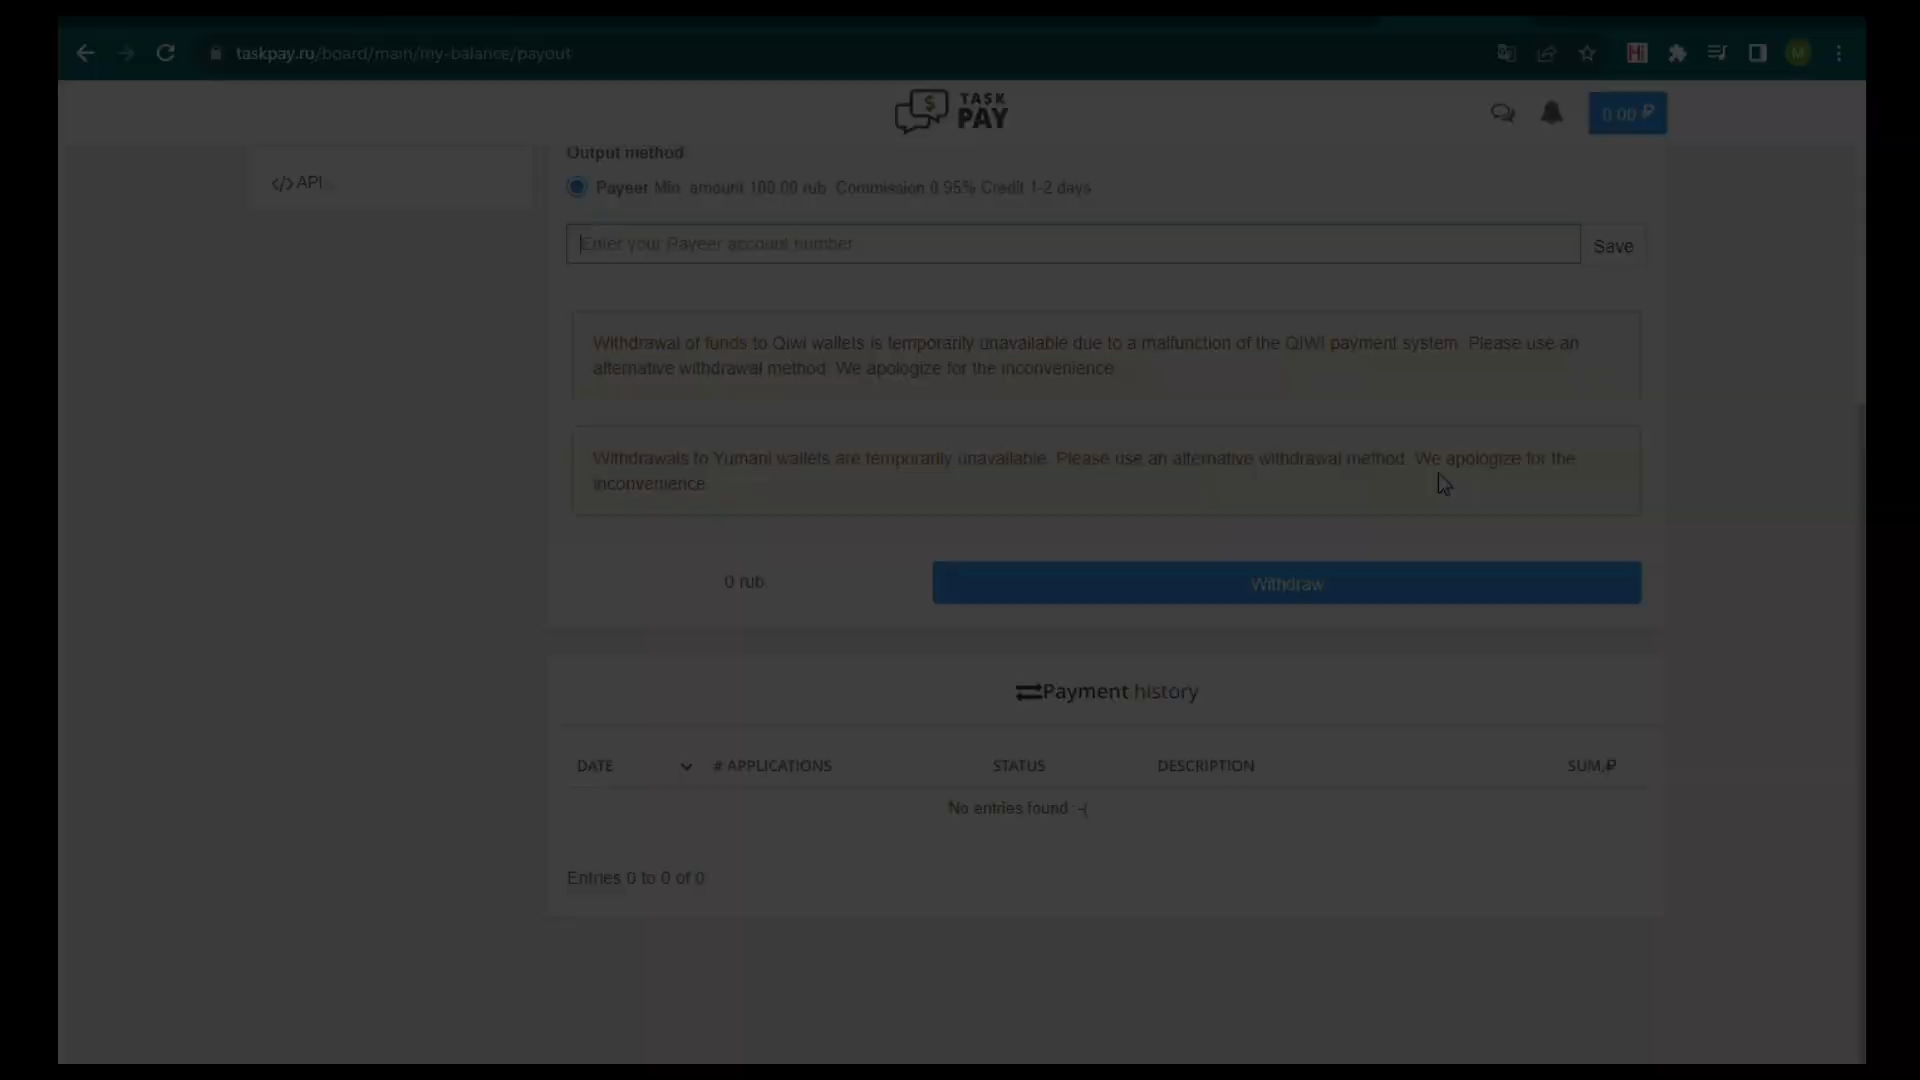 taskpay.ru/board/main/my-balance/payout
M
$ TASK
PAY
0.00 ₽
Output method
</> API
Payeer Min. amount 100.00 rub. Commission 0.95% Credit 1-2 days
Enter your Payeer account number
Save
Withdrawal of funds to Qiwi wallets is temporarily unavailable due to a malfunction of the QIWI payment system. Please use an
alternative withdrawal method. We apologize for the inconvenience.
Withdrawals to Yumani wallets are temporarily unavailable. Please use an alternative withdrawal method. We apologize for the
inconvenience.
0 rub.
Withdraw
Payment history
DATE # APPLICATIONS STATUS DESCRIPTION SUM,₽
No entries found :-(
Entries 0 to 0 of 0